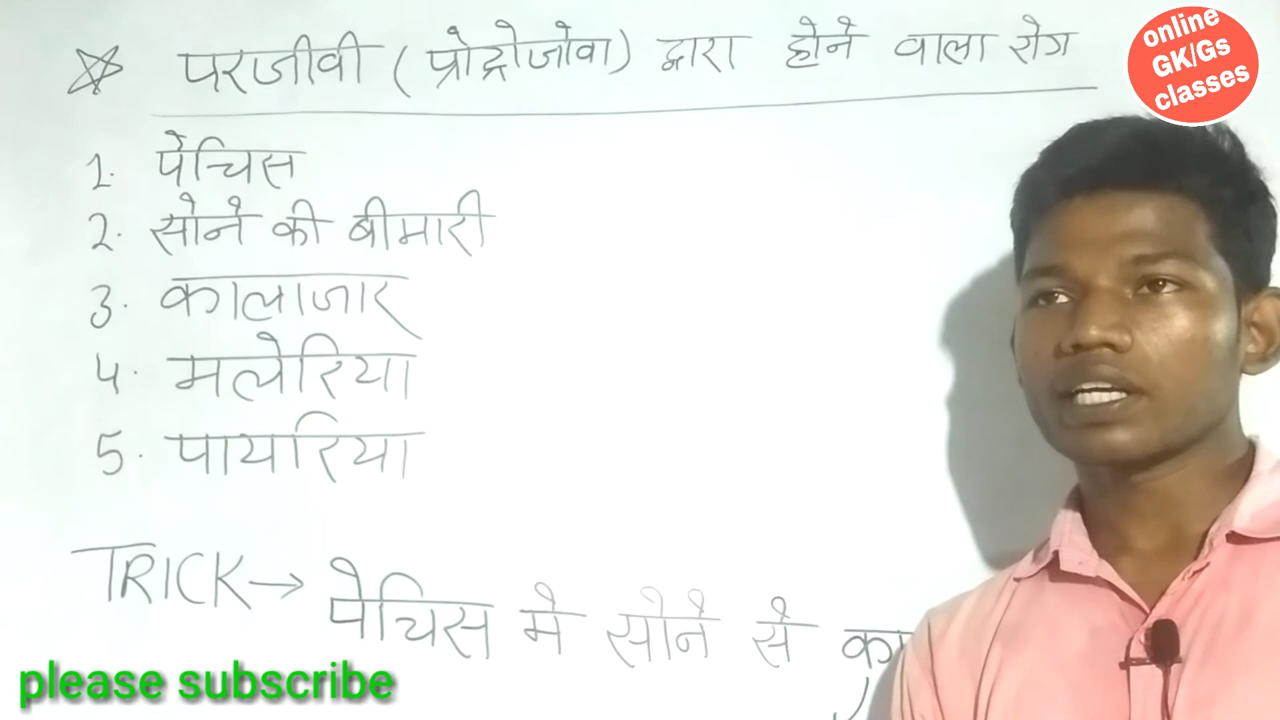 परजीवी (प्रोट्रोजोवा) द्वारा होने वाला रोग
online
GK/Gs
classes
1. पेंचिस
2. सोने की बीमारी
3. कालाजार
4. मलेरिया
5. पायरिया
TRICK → पेचिस मे सोने से
please subscribe